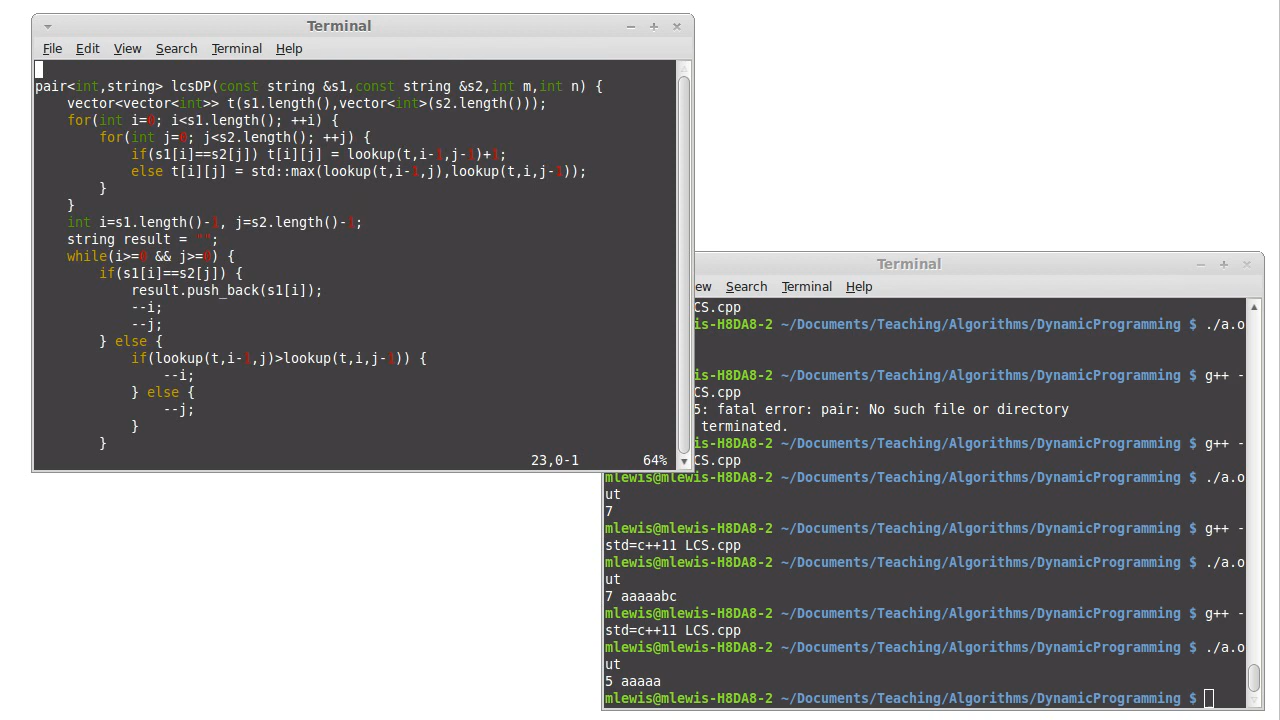 Terminal
File Edit View Search Terminal Help
pair<int,string> lcsDP(const string &s1,const string &s2,int m,int n) {
    vector<vector<int>> t(s1.length(),vector<int>(s2.length()));
    for(int i=0; i<s1.length(); ++i) {
        for(int j=0; j<s2.length(); ++j) {
            if(s1[i]==s2[j]) t[i][j] = lookup(t,i-1,j-1)+1;
            else t[i][j] = std::max(lookup(t,i-1,j),lookup(t,i,j-1));
        }
    }
    int i=s1.length()-1, j=s2.length()-1;
    string result = "";
    while(i>=0 && j>=0) {
        if(s1[i]==s2[j]) {
            result.push_back(s1[i]);
            --i;
            --j;
        } else {
            if(lookup(t,i-1,j)>lookup(t,i,j-1)) {
                --i;
            } else {
                --j;
            }
        }
23,0-1 64%
Terminal
ew Search Terminal Help
CS.cpp
is-H8DA8-2 ~/Documents/Teaching/Algorithms/DynamicProgramming $ ./a.o
is-H8DA8-2 ~/Documents/Teaching/Algorithms/DynamicProgramming $ g++ -
CS.cpp
5: fatal error: pair: No such file or directory
terminated.
is-H8DA8-2 ~/Documents/Teaching/Algorithms/DynamicProgramming $ g++ -
CS.cpp
mlewis@mlewis-H8DA8-2 ~/Documents/Teaching/Algorithms/DynamicProgramming $ ./a.o
ut
7
mlewis@mlewis-H8DA8-2 ~/Documents/Teaching/Algorithms/DynamicProgramming $ g++ -
std=c++11 LCS.cpp
mlewis@mlewis-H8DA8-2 ~/Documents/Teaching/Algorithms/DynamicProgramming $ ./a.o
ut
7 aaaaabc
mlewis@mlewis-H8DA8-2 ~/Documents/Teaching/Algorithms/DynamicProgramming $ g++ -
std=c++11 LCS.cpp
mlewis@mlewis-H8DA8-2 ~/Documents/Teaching/Algorithms/DynamicProgramming $ ./a.o
ut
5 aaaaa
mlewis@mlewis-H8DA8-2 ~/Documents/Teaching/Algorithms/DynamicProgramming $